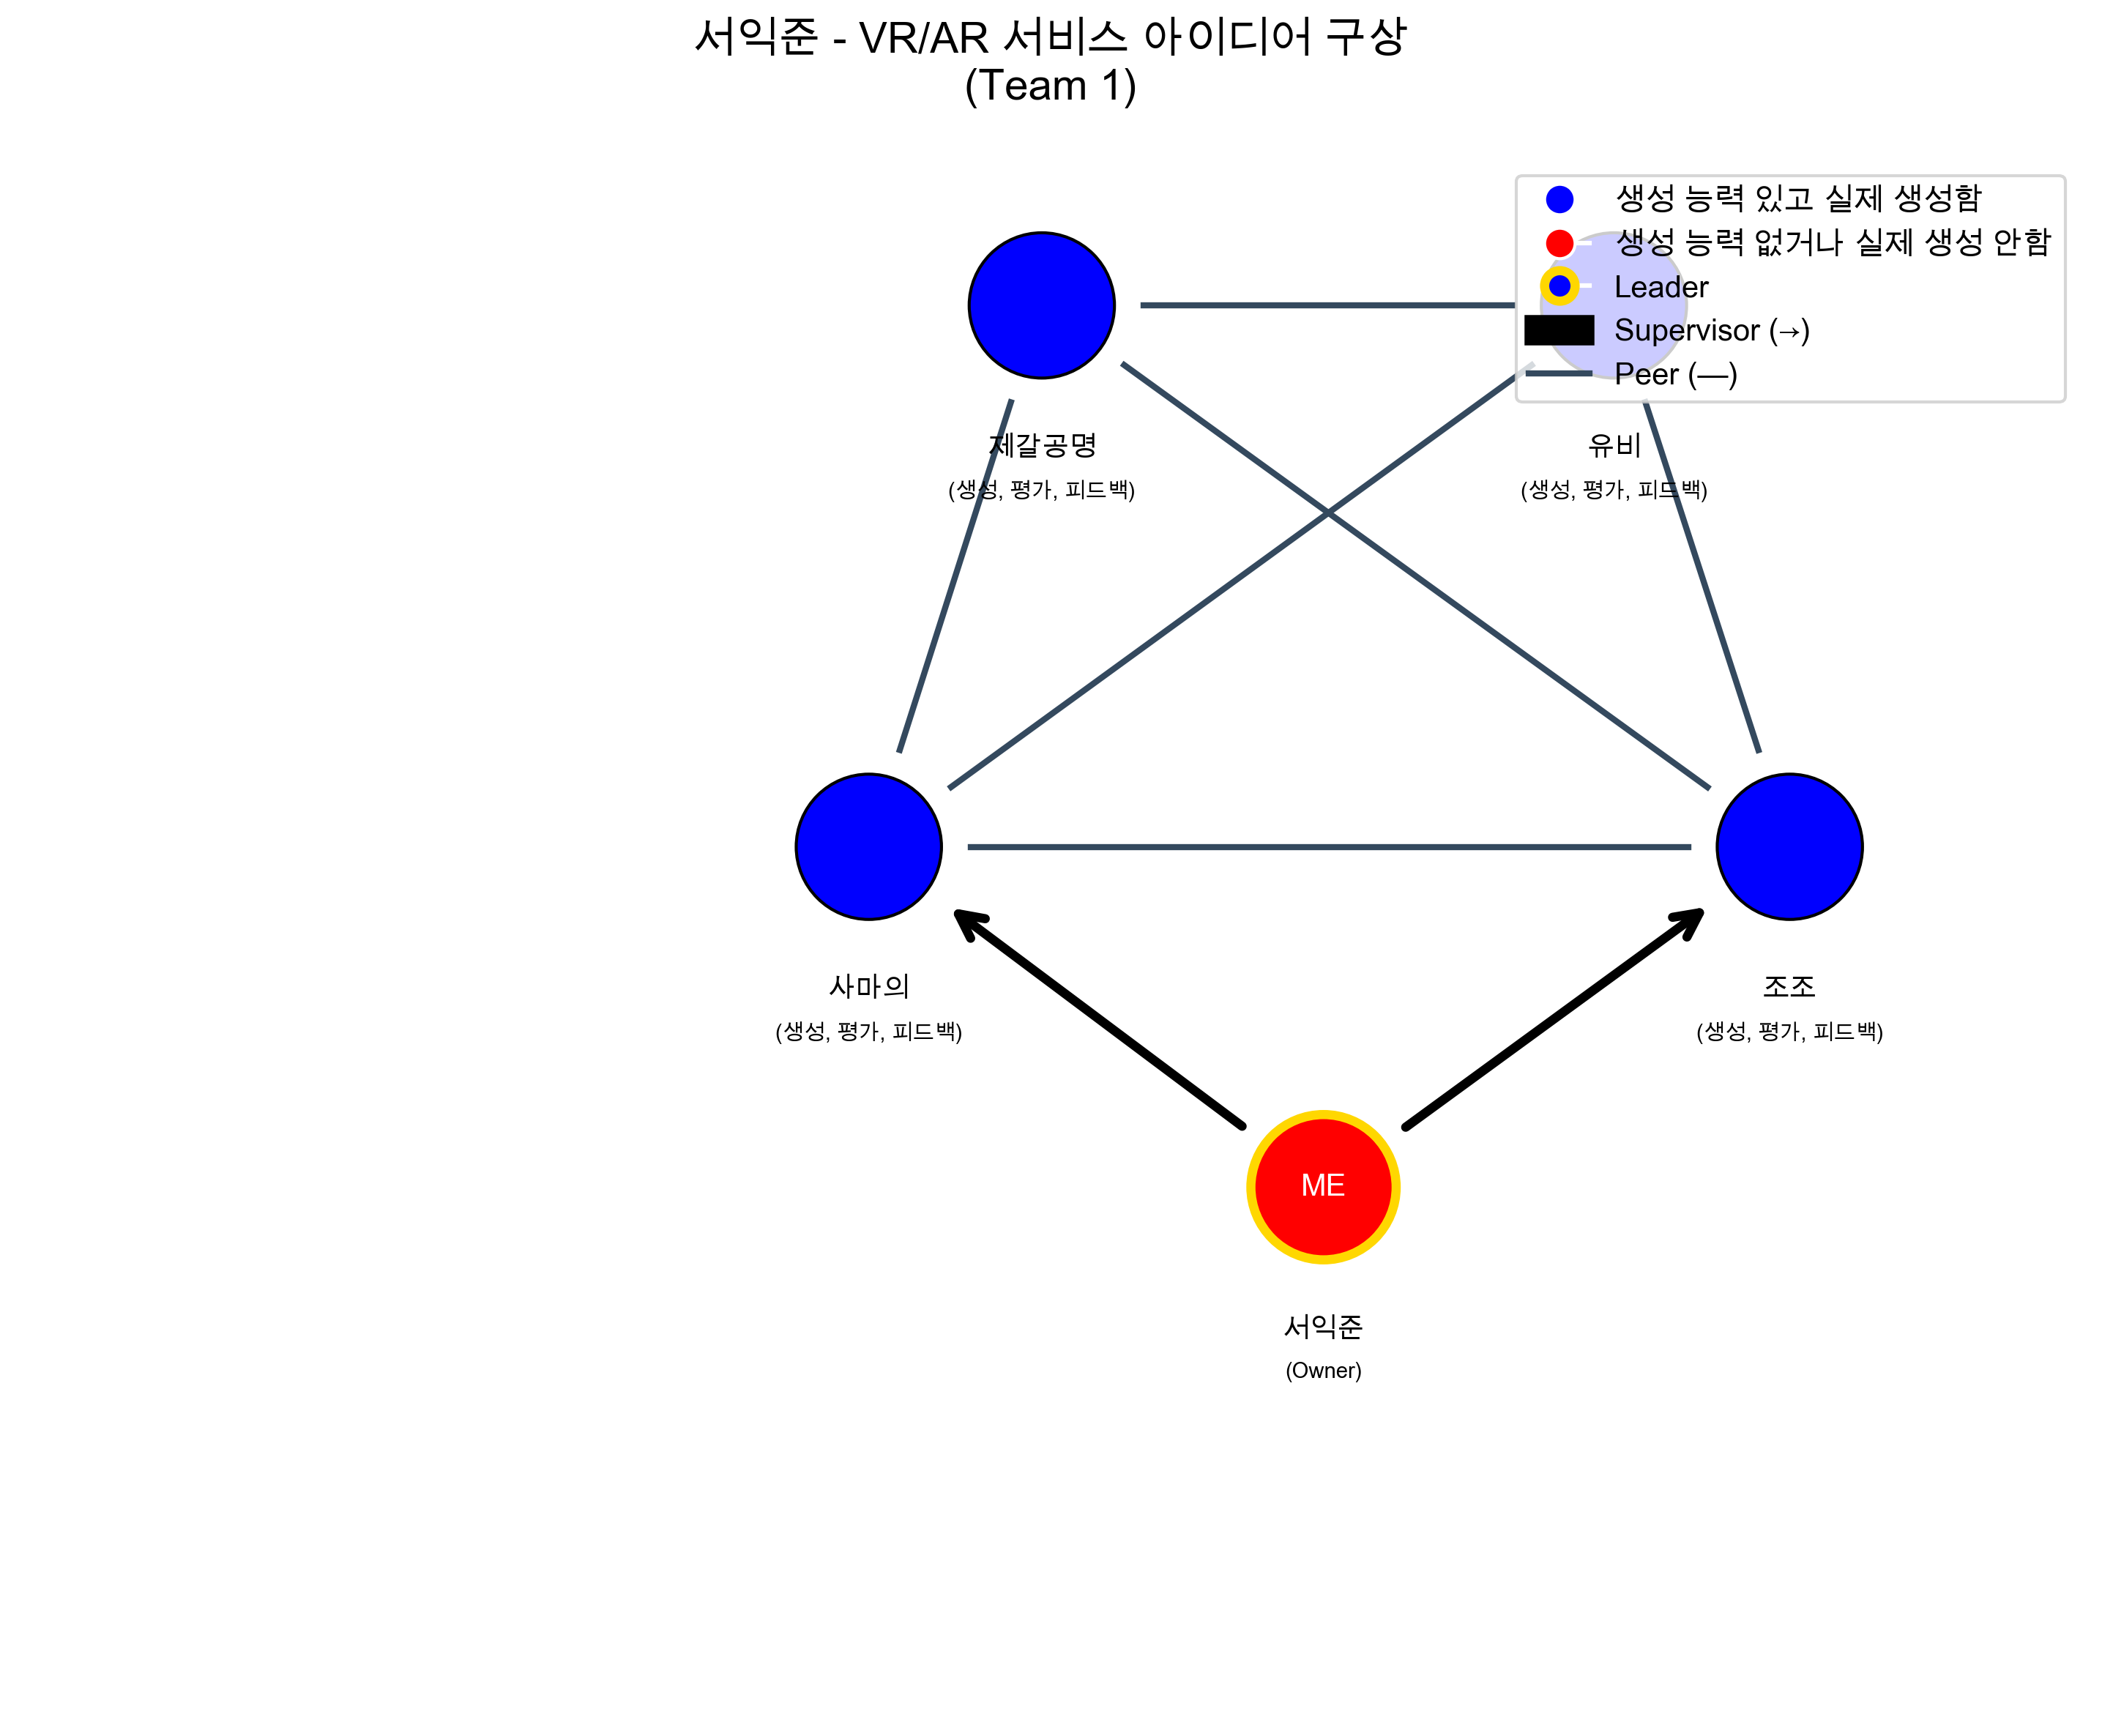 서익준 - VR/AR 서비스 아이디어 구상
(Team 1)
생성 능력 있고 실제 생성함
생성 능력 없거나 실제 생성 안함
Leader
Supervisor (→)
Peer (—)
제갈공명
(생성, 평가, 피드백)
유비
(생성, 평가, 피드백)
사마의
(생성, 평가, 피드백)
조조
(생성, 평가, 피드백)
ME
서익준
(Owner)